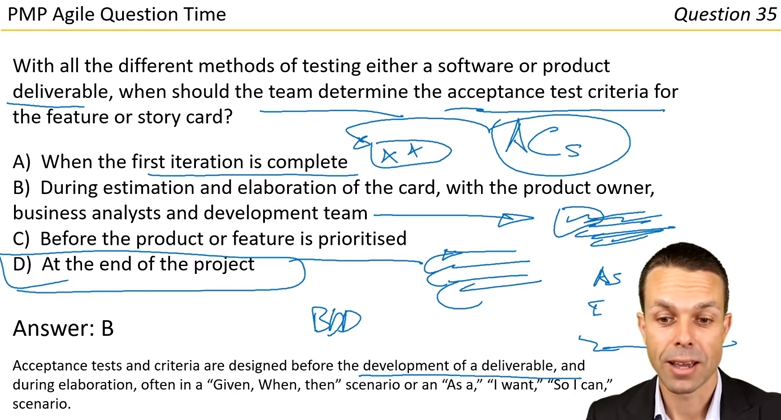 PMP Agile Question Time
Question 35
With all the different methods of testing either a software or product
deliverable, when should the team determine the acceptance test criteria for
the feature or story card?
ACs
A) When the first iteration is complete
B) During estimation and elaboration of the card, with the product owner,
business analysts and development team
C) Before the product or feature is prioritised
D) At the end of the project
As
BDD
Answer: B
Acceptance tests and criteria are designed before the development of a deliverable, and
during elaboration, often in a “Given, When, then” scenario or an “As a,” “I want,” “So I can,”
scenario.